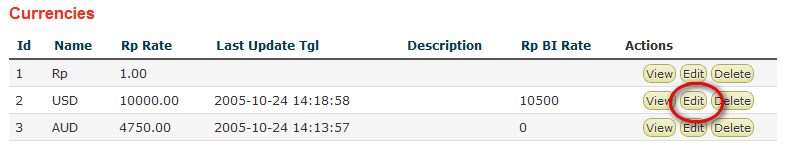 Currencies
Id Name Rp Rate Last Update Tgl Description Rp BI Rate Actions
1 Rp 1.00 View Edit Delete
2 USD 10000.00 2005-10-24 14:18:58 10500 View Edit Delete
3 AUD 4750.00 2005-10-24 14:13:57 0 View Edit Delete